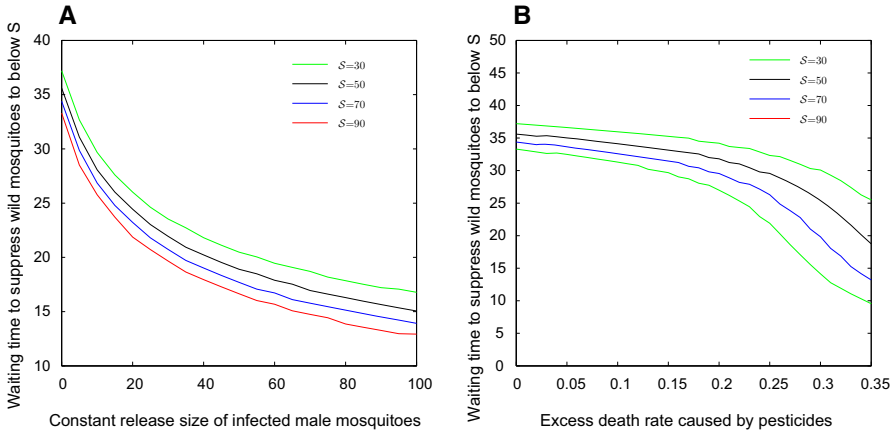 A
Waiting time to suppress wild mosquitoes to below S
40
35
30
25
20
15
10
0
20
40
60
80
100
Constant release size of infected male mosquitoes
𝒮=30
𝒮=50
𝒮=70
𝒮=90
B
Waiting time to suppress wild mosquitoes to below S
50
45
40
35
30
25
20
15
10
5
0
0
0.05
0.1
0.15
0.2
0.25
0.3
0.35
Excess death rate caused by pesticides
𝒮=30
𝒮=50
𝒮=70
𝒮=90